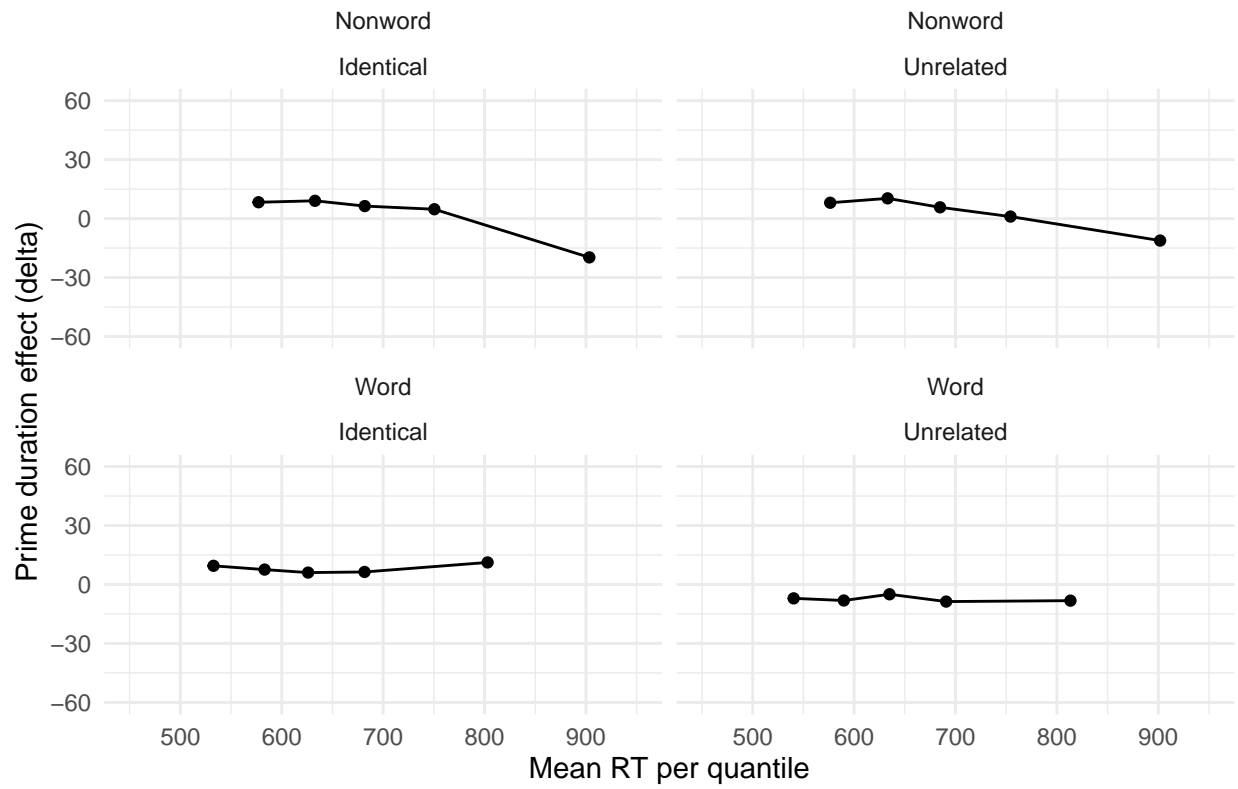 Nonword
Nonword
Identical
Unrelated
60
30
0
−30
−60
Word
Word
Identical
Unrelated
60
30
0
−30
−60
500 600 700 800 900
500 600 700 800 900
Mean RT per quantile
Prime duration effect (delta)